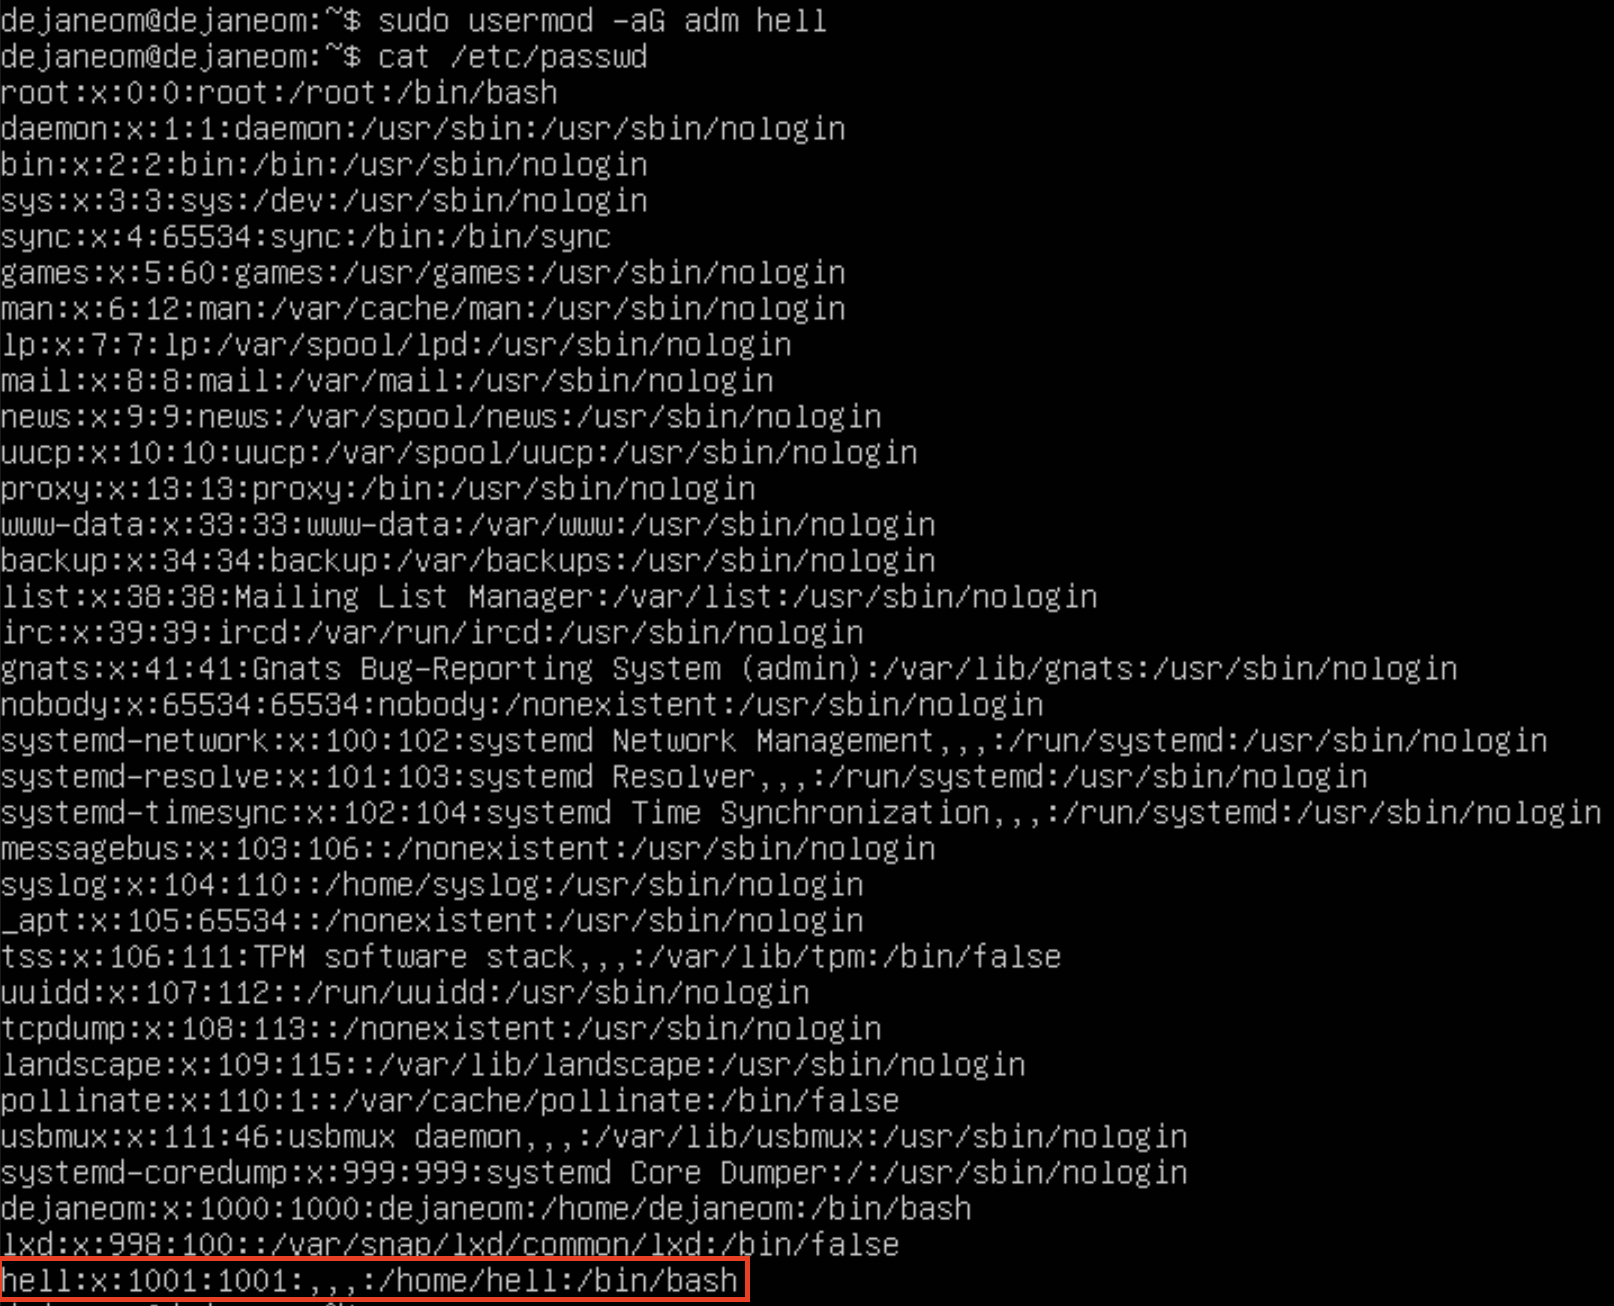 dejaneom@dejaneom:~$ sudo usermod -aG adm hell
dejaneom@dejaneom:~$ cat /etc/passwd
root:x:0:0:root:/root:/bin/bash
daemon:x:1:1:daemon:/usr/sbin:/usr/sbin/nologin
bin:x:2:2:bin:/bin:/usr/sbin/nologin
sys:x:3:3:sys:/dev:/usr/sbin/nologin
sync:x:4:65534:sync:/bin:/bin/sync
games:x:5:60:games:/usr/games:/usr/sbin/nologin
man:x:6:12:man:/var/cache/man:/usr/sbin/nologin
lp:x:7:7:lp:/var/spool/lpd:/usr/sbin/nologin
mail:x:8:8:mail:/var/mail:/usr/sbin/nologin
news:x:9:9:news:/var/spool/news:/usr/sbin/nologin
uucp:x:10:10:uucp:/var/spool/uucp:/usr/sbin/nologin
proxy:x:13:13:proxy:/bin:/usr/sbin/nologin
www-data:x:33:33:www-data:/var/www:/usr/sbin/nologin
backup:x:34:34:backup:/var/backups:/usr/sbin/nologin
list:x:38:38:Mailing List Manager:/var/list:/usr/sbin/nologin
irc:x:39:39:ircd:/var/run/ircd:/usr/sbin/nologin
gnats:x:41:41:Gnats Bug-Reporting System (admin):/var/lib/gnats:/usr/sbin/nologin
nobody:x:65534:65534:nobody:/nonexistent:/usr/sbin/nologin
systemd-network:x:100:102:systemd Network Management,,,:/run/systemd:/usr/sbin/nologin
systemd-resolve:x:101:103:systemd Resolver,,,:/run/systemd:/usr/sbin/nologin
systemd-timesync:x:102:104:systemd Time Synchronization,,,:/run/systemd:/usr/sbin/nologin
messagebus:x:103:106::/nonexistent:/usr/sbin/nologin
syslog:x:104:110::/home/syslog:/usr/sbin/nologin
_apt:x:105:65534::/nonexistent:/usr/sbin/nologin
tss:x:106:111:TPM software stack,,,:/var/lib/tpm:/bin/false
uuidd:x:107:112::/run/uuidd:/usr/sbin/nologin
tcpdump:x:108:113::/nonexistent:/usr/sbin/nologin
landscape:x:109:115::/var/lib/landscape:/usr/sbin/nologin
pollinate:x:110:1::/var/cache/pollinate:/bin/false
usbmux:x:111:46:usbmux daemon,,,:/var/lib/usbmux:/usr/sbin/nologin
systemd-coredump:x:999:999:systemd Core Dumper:/:/usr/sbin/nologin
dejaneom:x:1000:1000:dejaneom:/home/dejaneom:/bin/bash
lxd:x:998:100::/var/snap/lxd/common/lxd:/bin/false
hell:x:1001:1001:,,,:/home/hell:/bin/bash